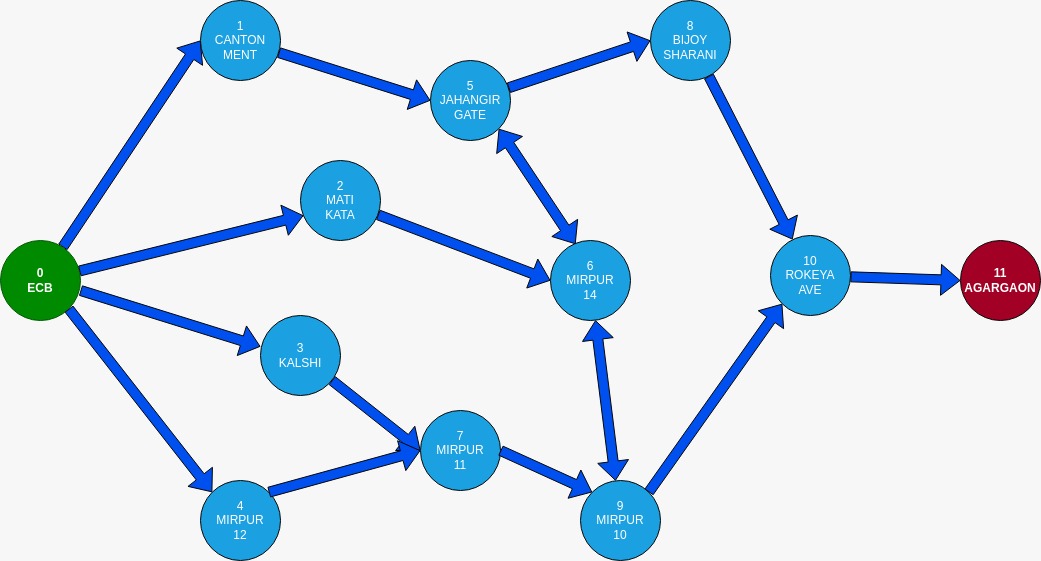 1
CANTON
MENT
8
BIJOY
SHARANI
5
JAHANGIR
GATE
2
MATI
KATA
0
ECB
6
MIRPUR
14
10
ROKEYA
AVE
11
AGARGAON
3
KALSHI
7
MIRPUR
11
4
MIRPUR
12
9
MIRPUR
10